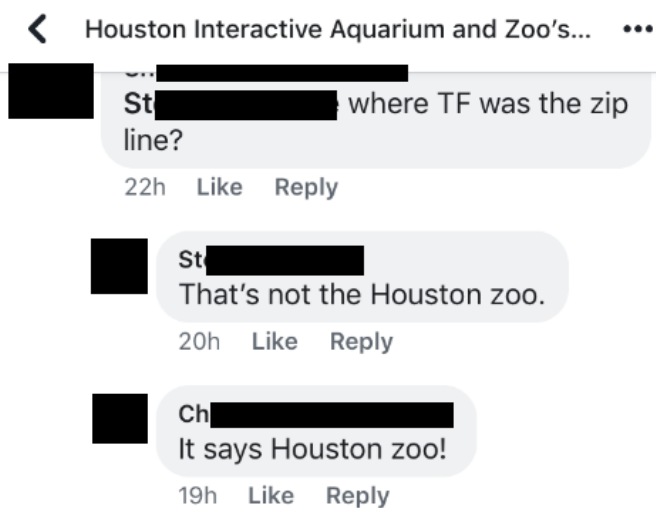 Houston Interactive Aquarium and Zoo's...
St where TF was the zip
line?
22h Like Reply
St
That's not the Houston zoo.
20h Like Reply
Ch
It says Houston zoo!
19h Like Reply